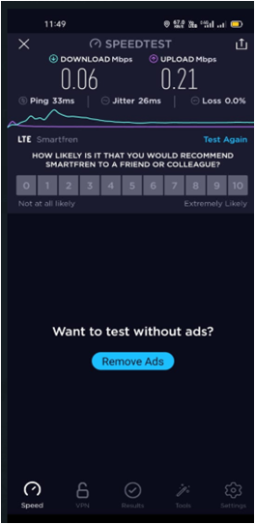 11:49
SPEEDTEST
DOWNLOAD Mbps UPLOAD Mbps
0.06 0.21
Ping 33ms Jitter 26ms Loss 0.0%
LTE Smartfren Test Again
HOW LIKELY IS IT THAT YOU WOULD RECOMMEND
SMARTFREN TO A FRIEND OR COLLEAGUE?
0 1 2 3 4 5 6 7 8 9 10
Not at all likely Extremely Likely
Want to test without ads?
Remove Ads
Speed VPN Results Settings